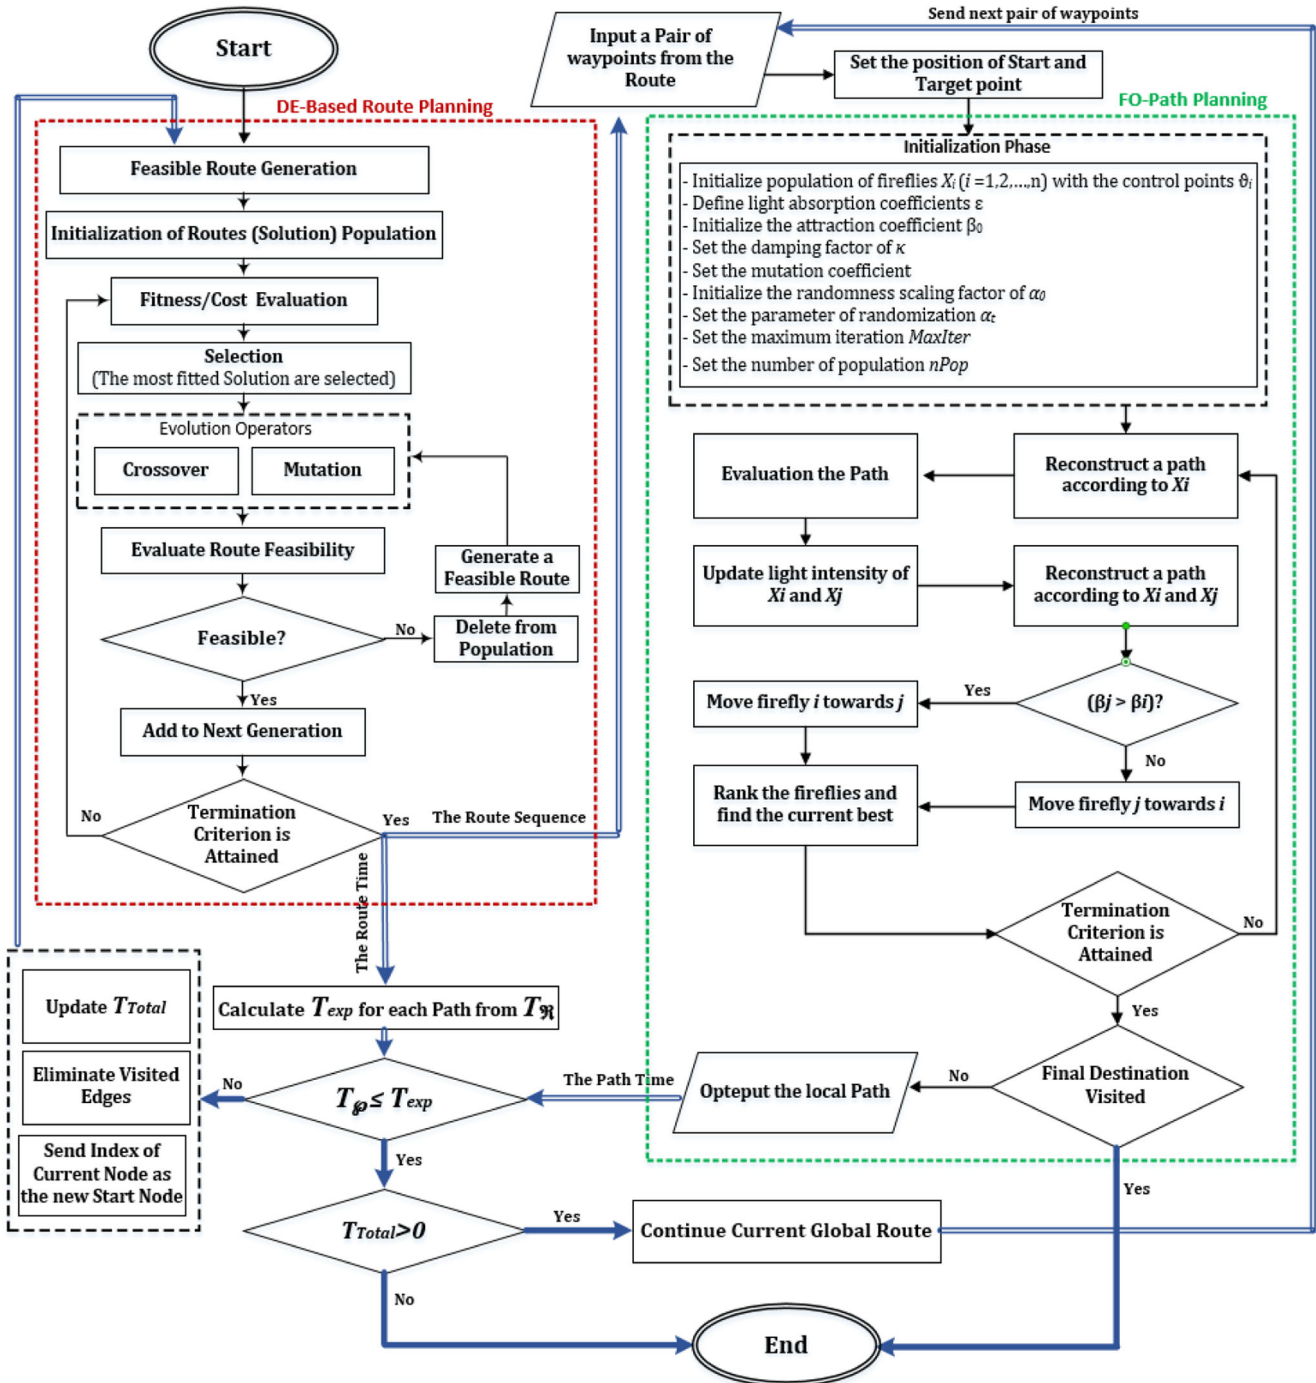 Start
DE-Based Route Planning
Feasible Route Generation
Initialization of Routes (Solution) Population
Fitness/Cost Evaluation
Selection
(The most fitted Solution are selected)
Evolution Operators
Crossover
Mutation
Evaluate Route Feasibility
Generate a
Feasible Route
Feasible?
No
Delete from
Population
Yes
Add to Next Generation
No
Termination
Criterion is
Attained
Yes
The Route Sequence
The Route Time
Update T_Total
Eliminate Visited
Edges
Send Index of
Current Node as
the new Start Node
Calculate T_exp for each Path from T_ℜ
No
T_℘ ≤ T_exp
The Path Time
Yes
T_Total>0
Yes
Continue Current Global Route
No
End
Send next pair of waypoints
Input a Pair of
waypoints from the
Route
Set the position of Start and
Target point
FO-Path Planning
Initialization Phase
- Initialize population of fireflies X_i (i =1,2,...,n) with the control points ϑ_i
- Define light absorption coefficients ε
- Initialize the attraction coefficient β₀
- Set the damping factor of κ
- Set the mutation coefficient
- Initialize the randomness scaling factor of α₀
- Set the parameter of randomization α_t
- Set the maximum iteration MaxIter
- Set the number of population nPop
Evaluation the Path
Reconstruct a path
according to Xi
Update light intensity of
Xi and Xj
Reconstruct a path
according to Xi and Xj
Move firefly i towards j
Yes
(βj > βi)?
No
Rank the fireflies and
find the current best
Move firefly j towards i
Termination
Criterion is
Attained
No
Yes
Opteput the local Path
No
Final Destination
Visited
Yes